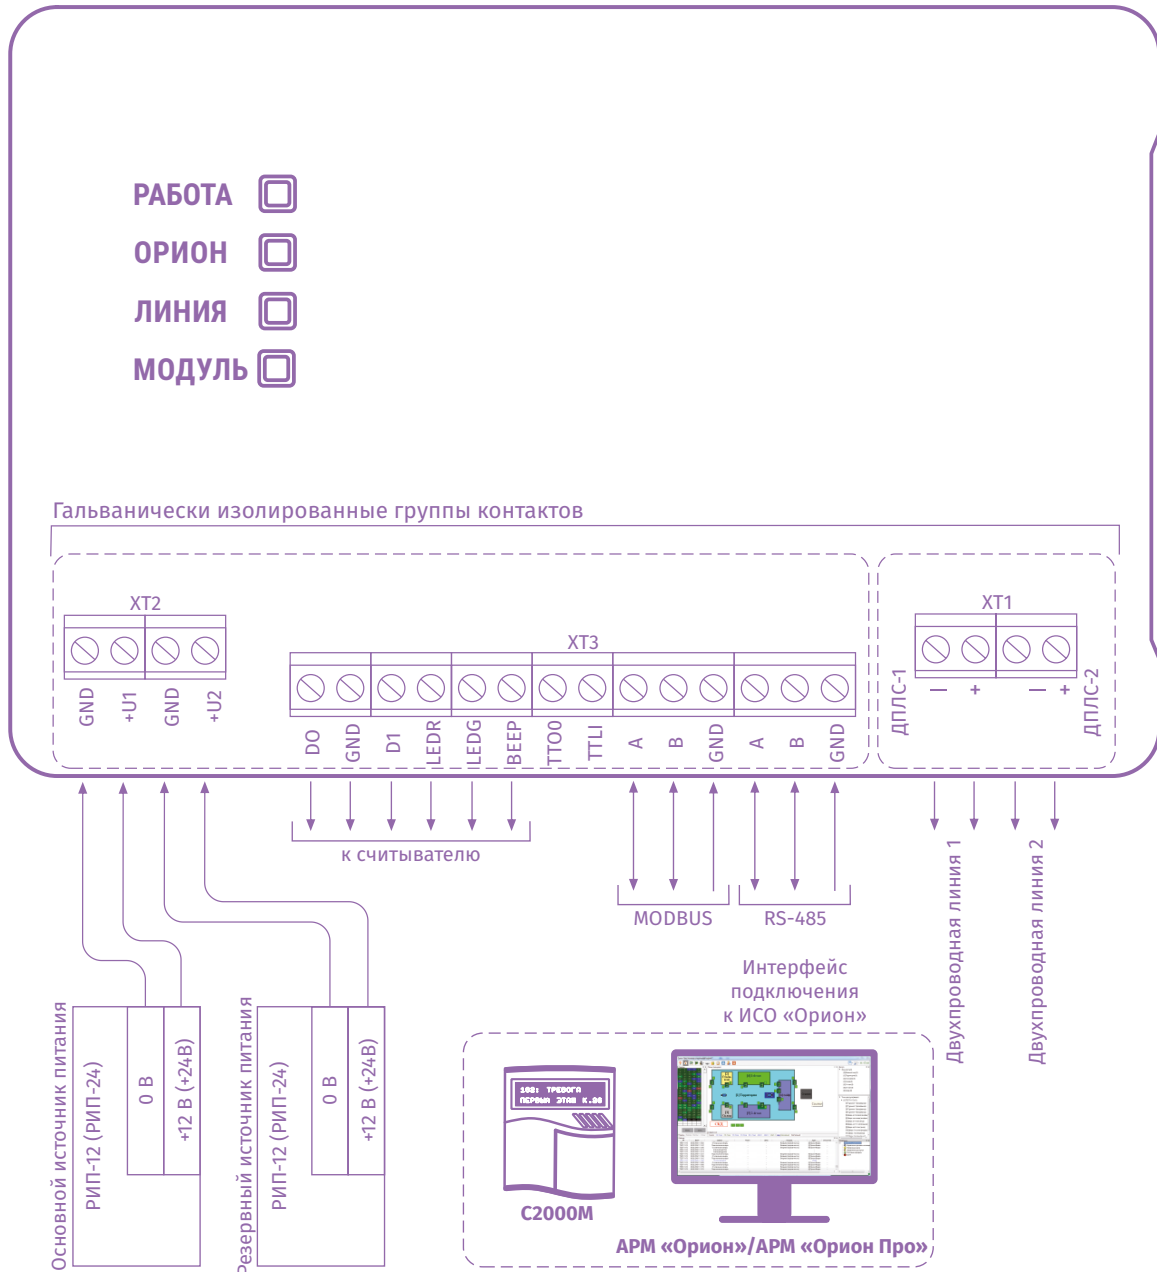 РАБОТА
ОРИОН
ЛИНИЯ
МОДУЛЬ
Гальванически изолированные группы контактов
XT2
GND
+U1
GND
+U2
XT3
DO
GND
D1
LEDR
LEDG
BEEP
TTO0
TTLI
A
B
GND
A
B
GND
XT1
ДПЛС-1
— +
— +
ДПЛС-2
к считывателю
MODBUS
RS-485
Двухпроводная линия 1
Двухпроводная линия 2
Интерфейс
подключения
к ИСО «Орион»
Основной источник питания
РИП-12 (РИП-24)
0 В
+12 В (+24В)
Резервный источник питания
РИП-12 (РИП-24)
0 В
+12 В (+24В)
108: ТРЕВОГА
ПЕРВЫЙ ЭТАЖ К.80
С2000М
АРМ «Орион»/АРМ «Орион Про»